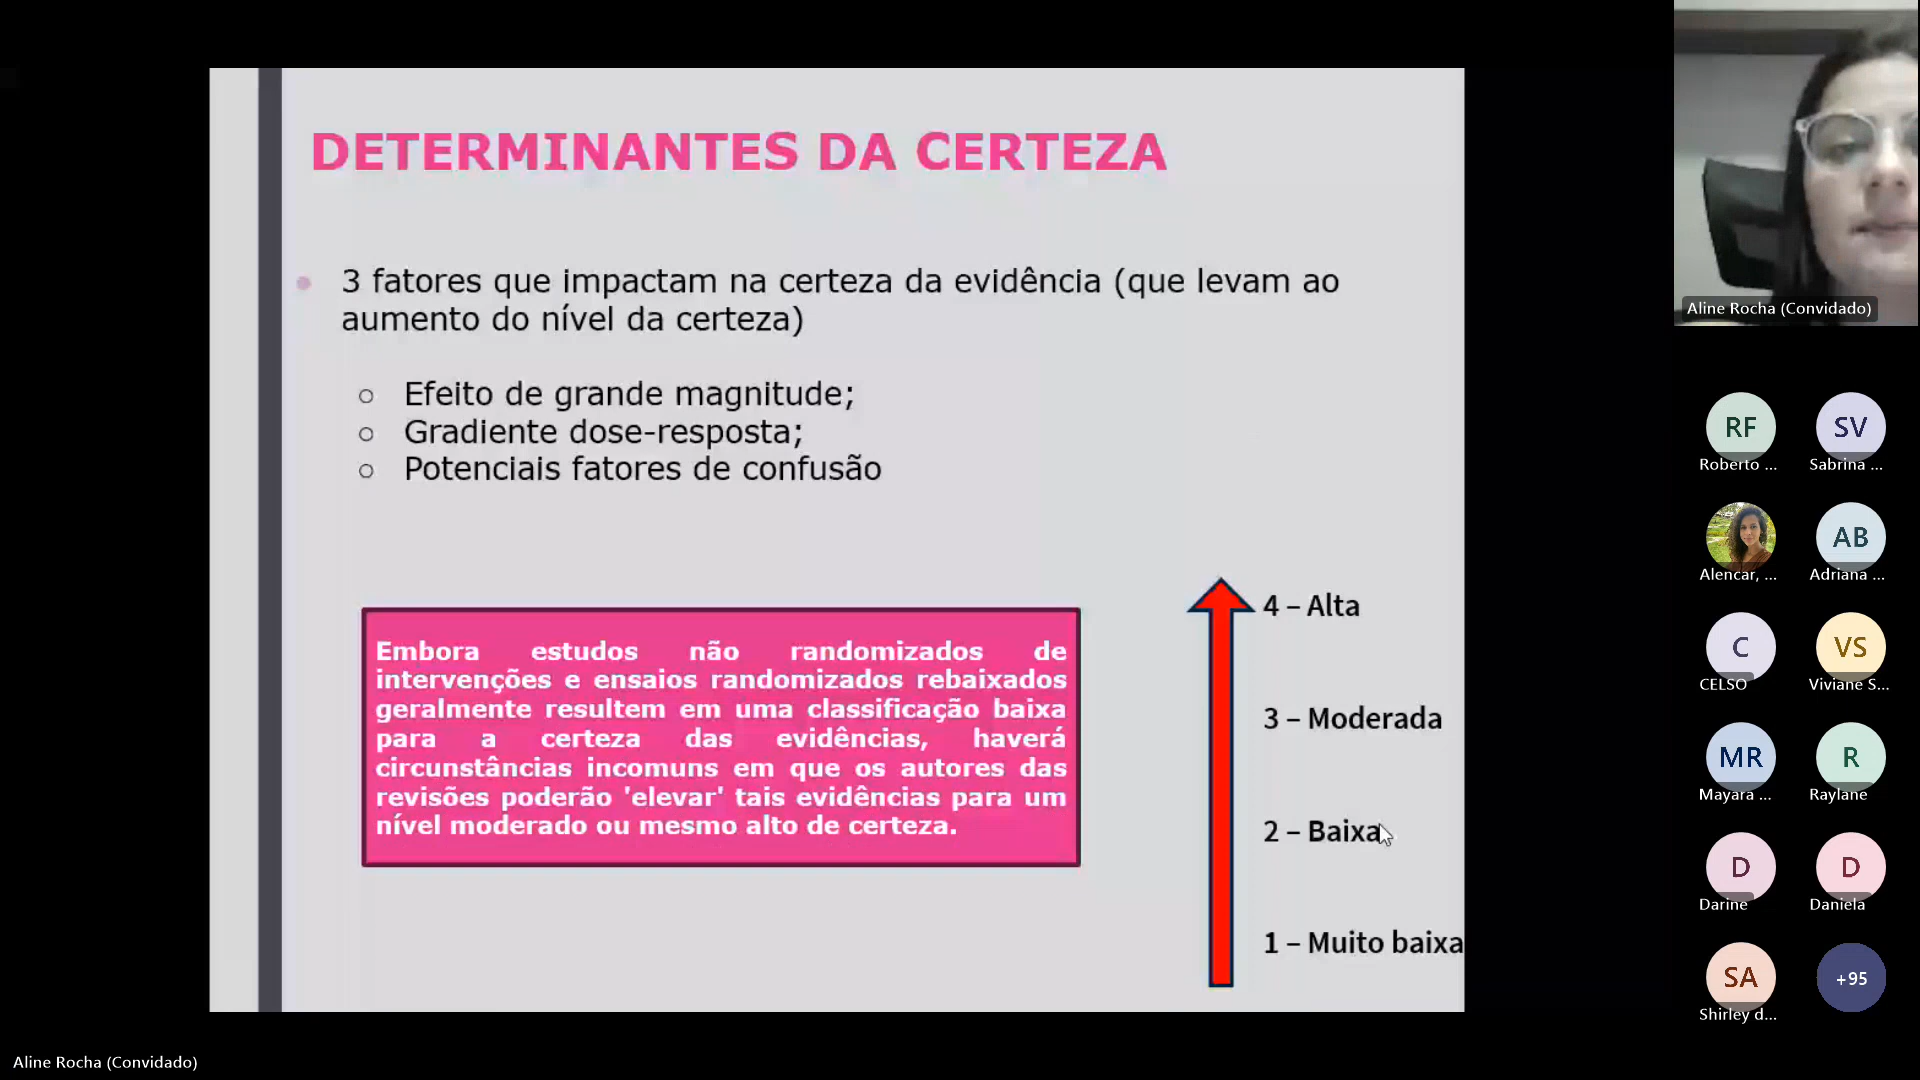 DETERMINANTES DA CERTEZA
3 fatores que impactam na certeza da evidência (que levam ao
aumento do nível da certeza)
Efeito de grande magnitude;
Gradiente dose-resposta;
Potenciais fatores de confusão
Embora estudos não randomizados de
intervenções e ensaios randomizados rebaixados
geralmente resultem em uma classificação baixa
para a certeza das evidências, haverá
circunstâncias incomuns em que os autores das
revisões poderão 'elevar' tais evidências para um
nível moderado ou mesmo alto de certeza.
4 – Alta
3 – Moderada
2 – Baixa
1 – Muito baixa
Aline Rocha (Convidado)
RF
Roberto ...
SV
Sabrina ...
Alencar, ...
AB
Adriana ...
C
CELSO
VS
Viviane S...
MR
Mayara ...
R
Raylane
D
Darine
D
Daniela
SA
Shirley d...
+95
Aline Rocha (Convidado)